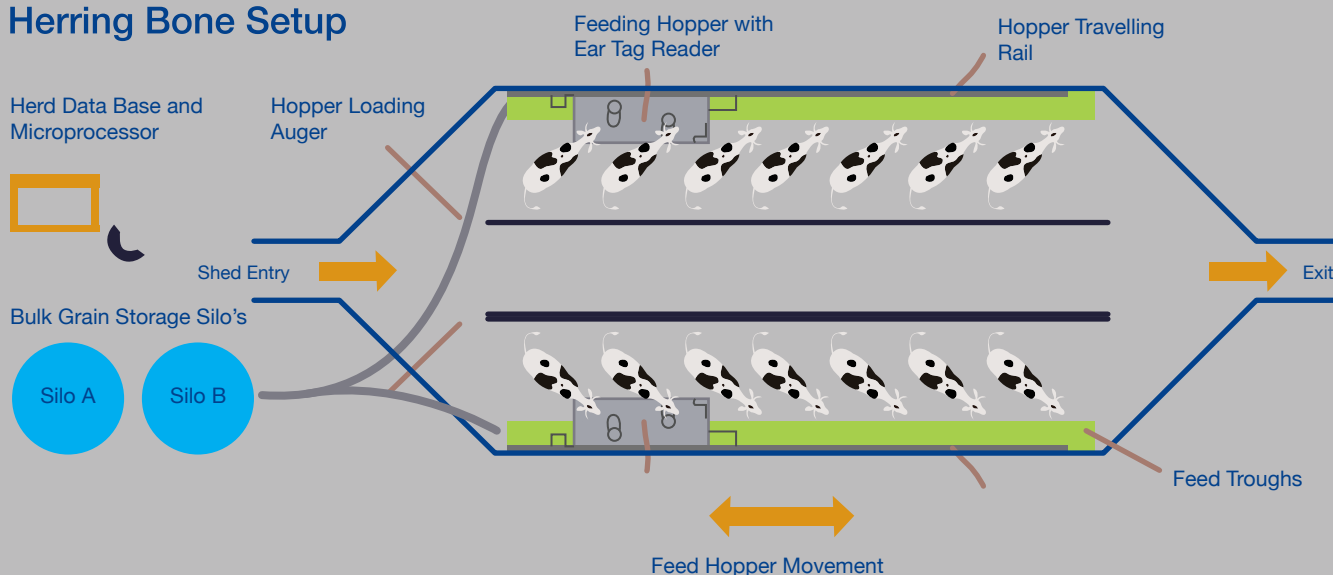 Herring Bone Setup
Feeding Hopper with
Ear Tag Reader
Hopper Travelling
Rail
Herd Data Base and
Microprocessor
Hopper Loading
Auger
Shed Entry
Exit
Bulk Grain Storage Silo's
Silo A
Silo B
Feed Troughs
Feed Hopper Movement